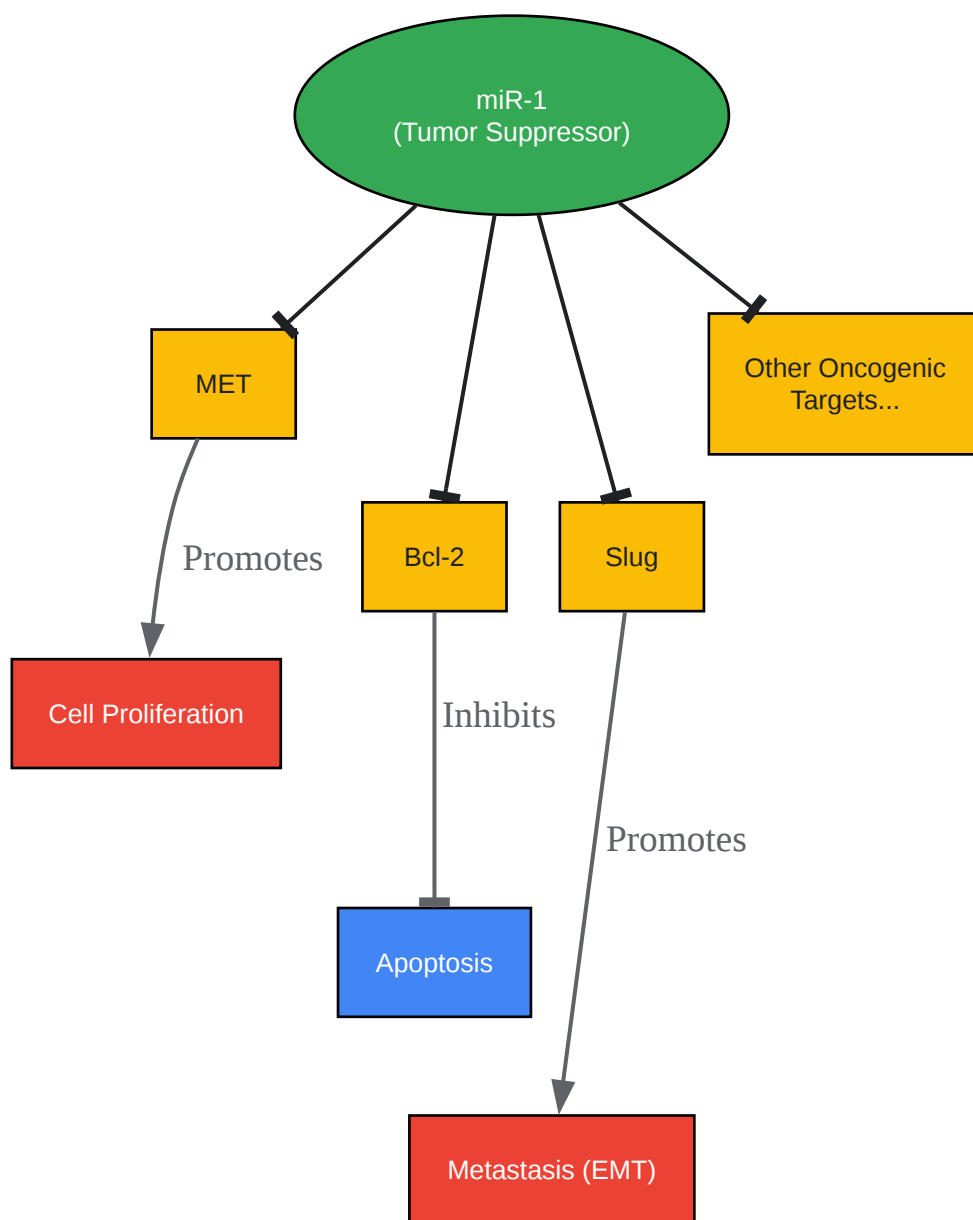 miR-1
(Tumor Suppressor)
MET
Other Oncogenic
Targets...
Promotes
Bcl-2
Slug
Cell Proliferation
Inhibits
Promotes
Apoptosis
Metastasis (EMT)